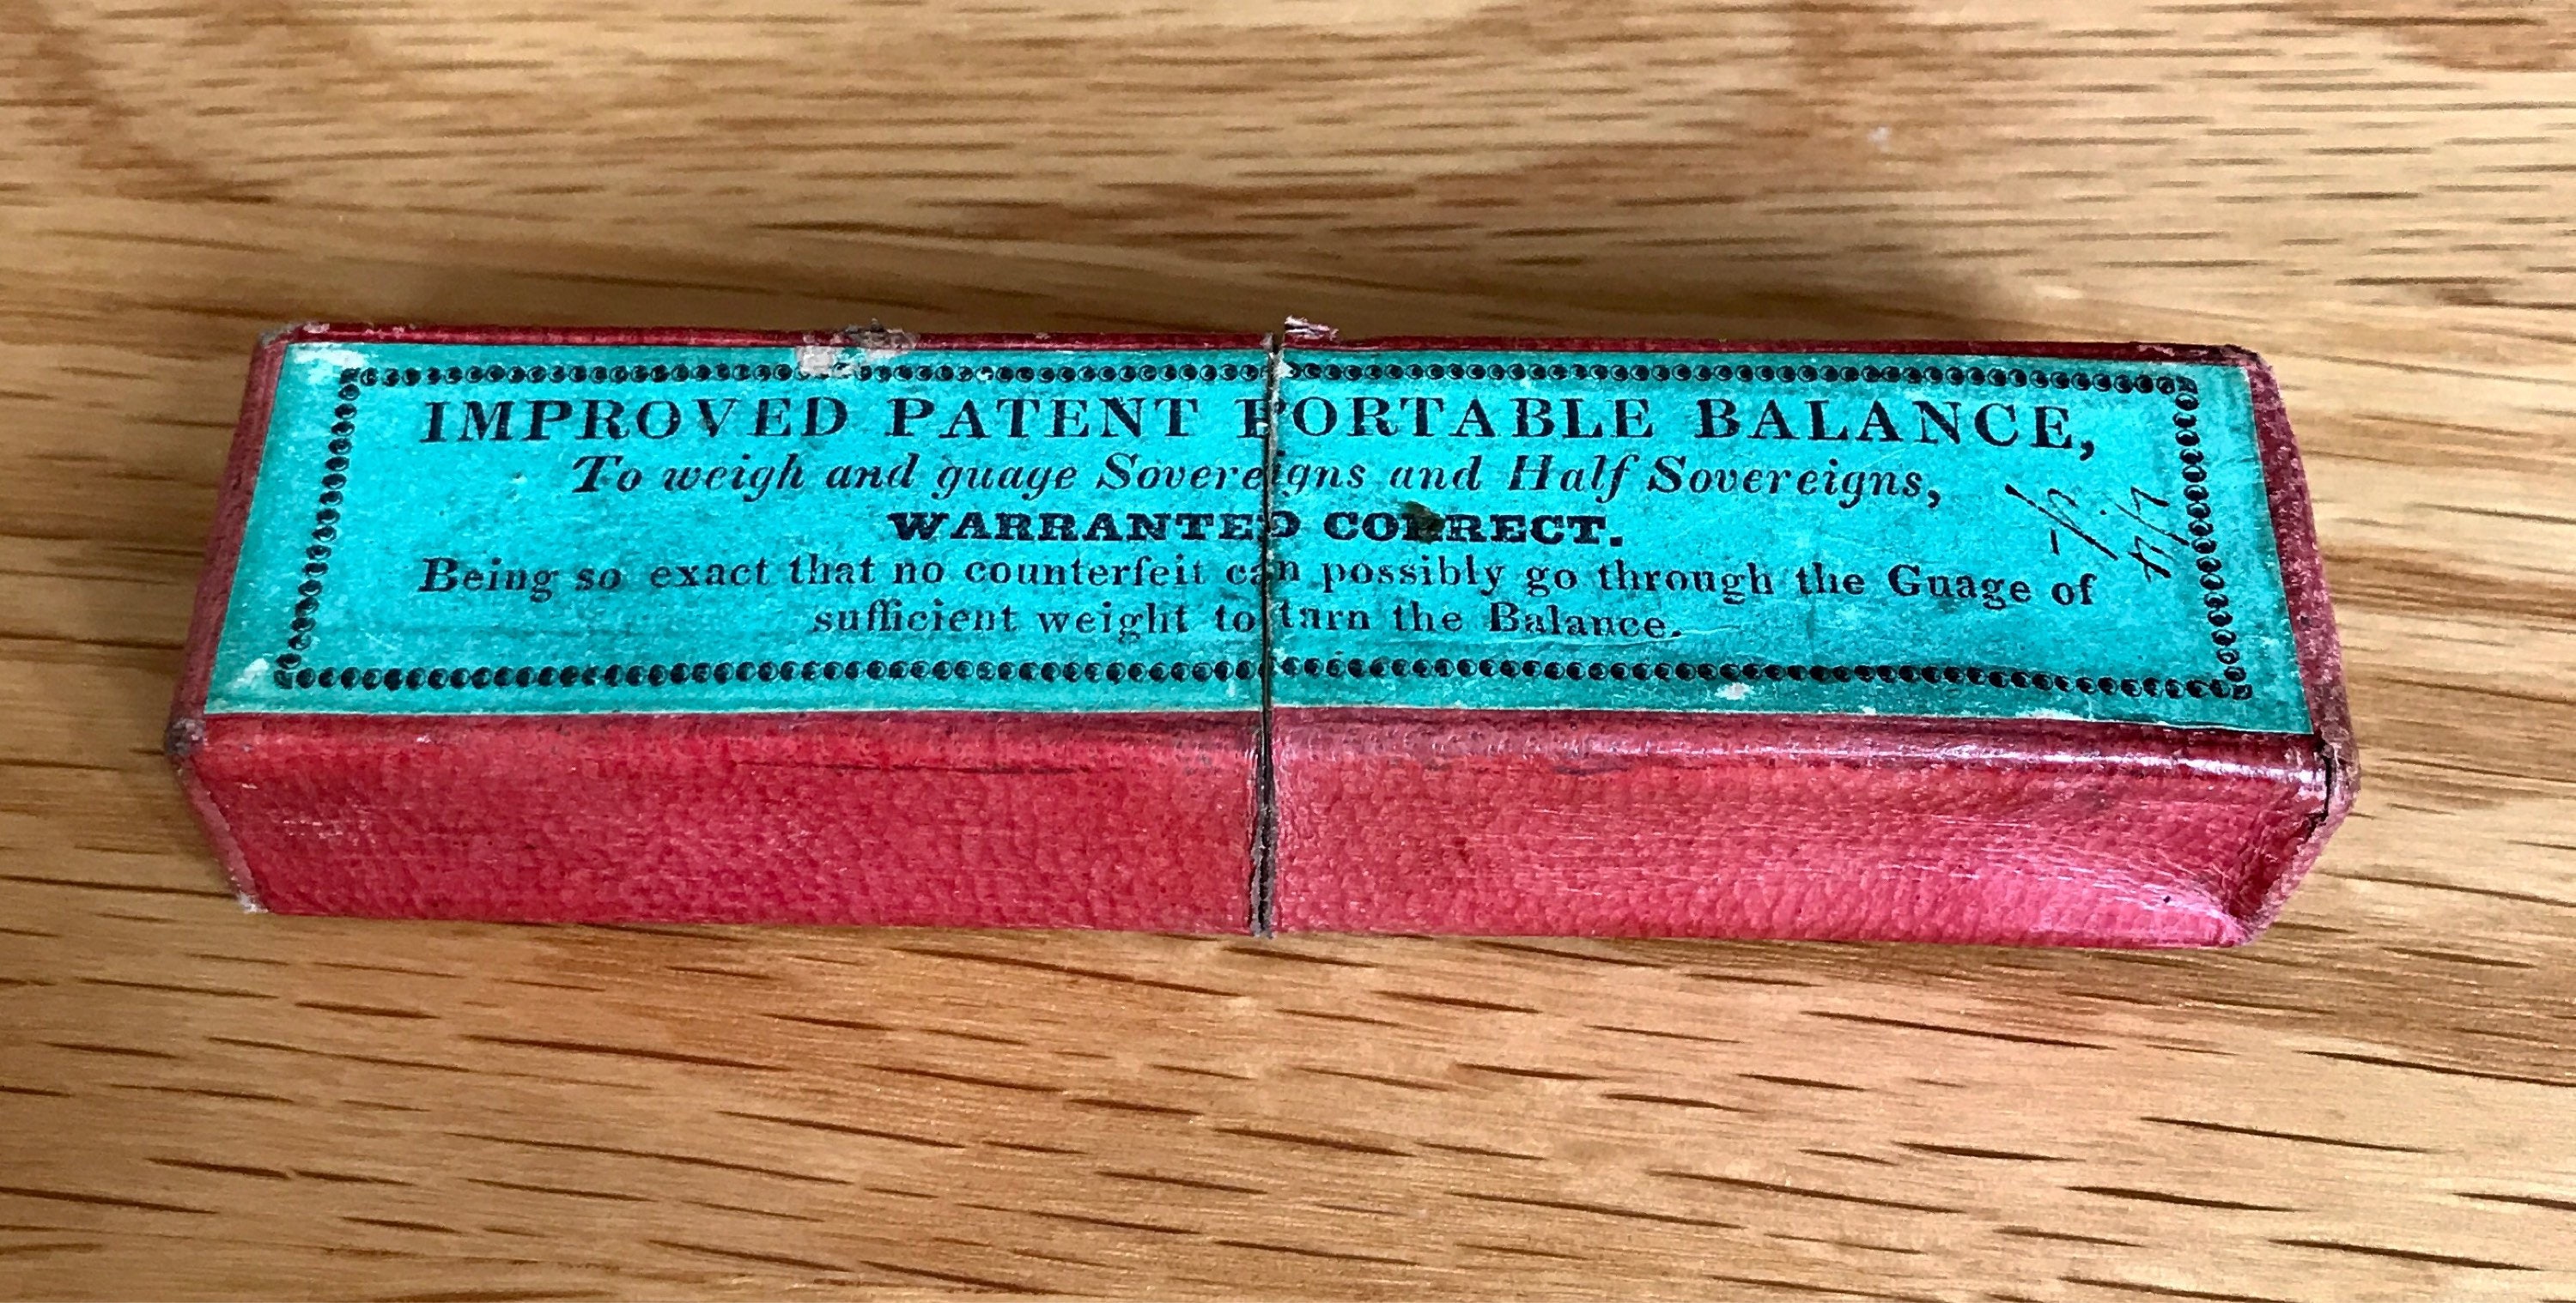 IMPROVED PATENT PORTABLE BALANCE,
To weigh and guage Sovereigns and Half Sovereigns,
WARRANTED CORRECT.
Being so exact that no counterfeit can possibly go through the Guage of
sufficient weight to turn the Balance.